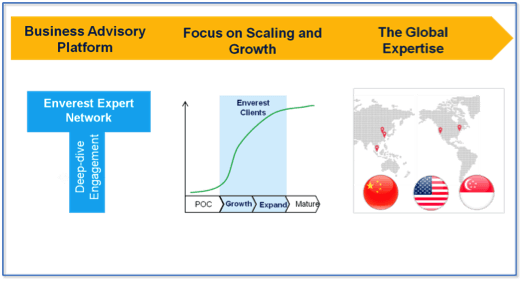 Business Advisory
Platform
Focus on Scaling and
Growth
The Global
Expertise
Enverest Expert
Network
Deep-dive
Engagement
Enverest
Clients
POC
Growth
Expand
Mature